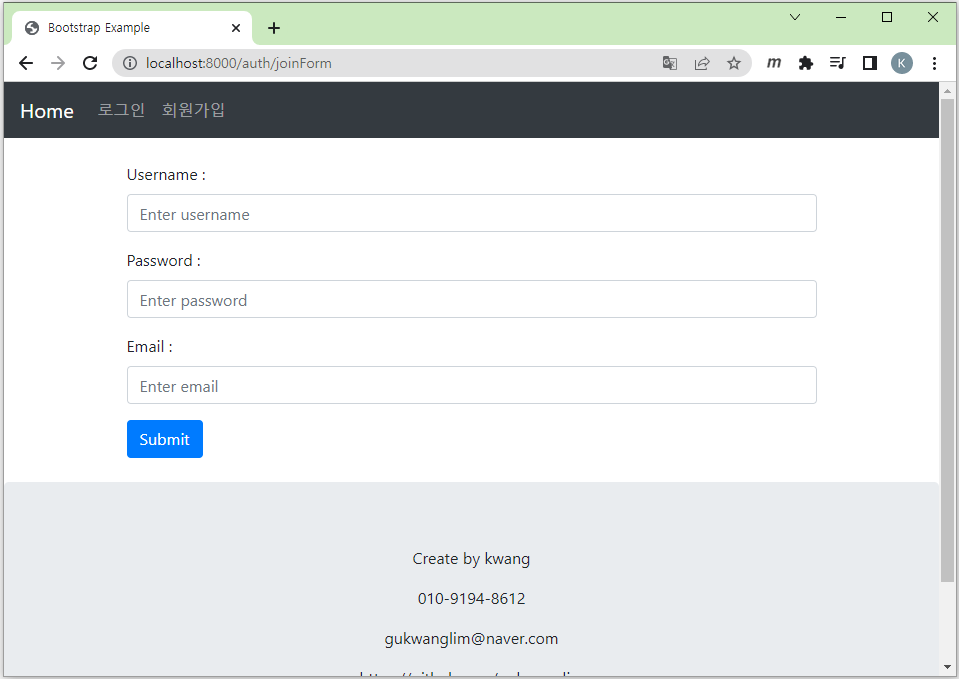 Bootstrap Example
localhost:8000/auth/joinForm
m
K
Home 로그인 회원가입
Username :
Enter username
Password :
Enter password
Email :
Enter email
Submit
Create by kwang
010-9194-8612
gukwanglim@naver.com